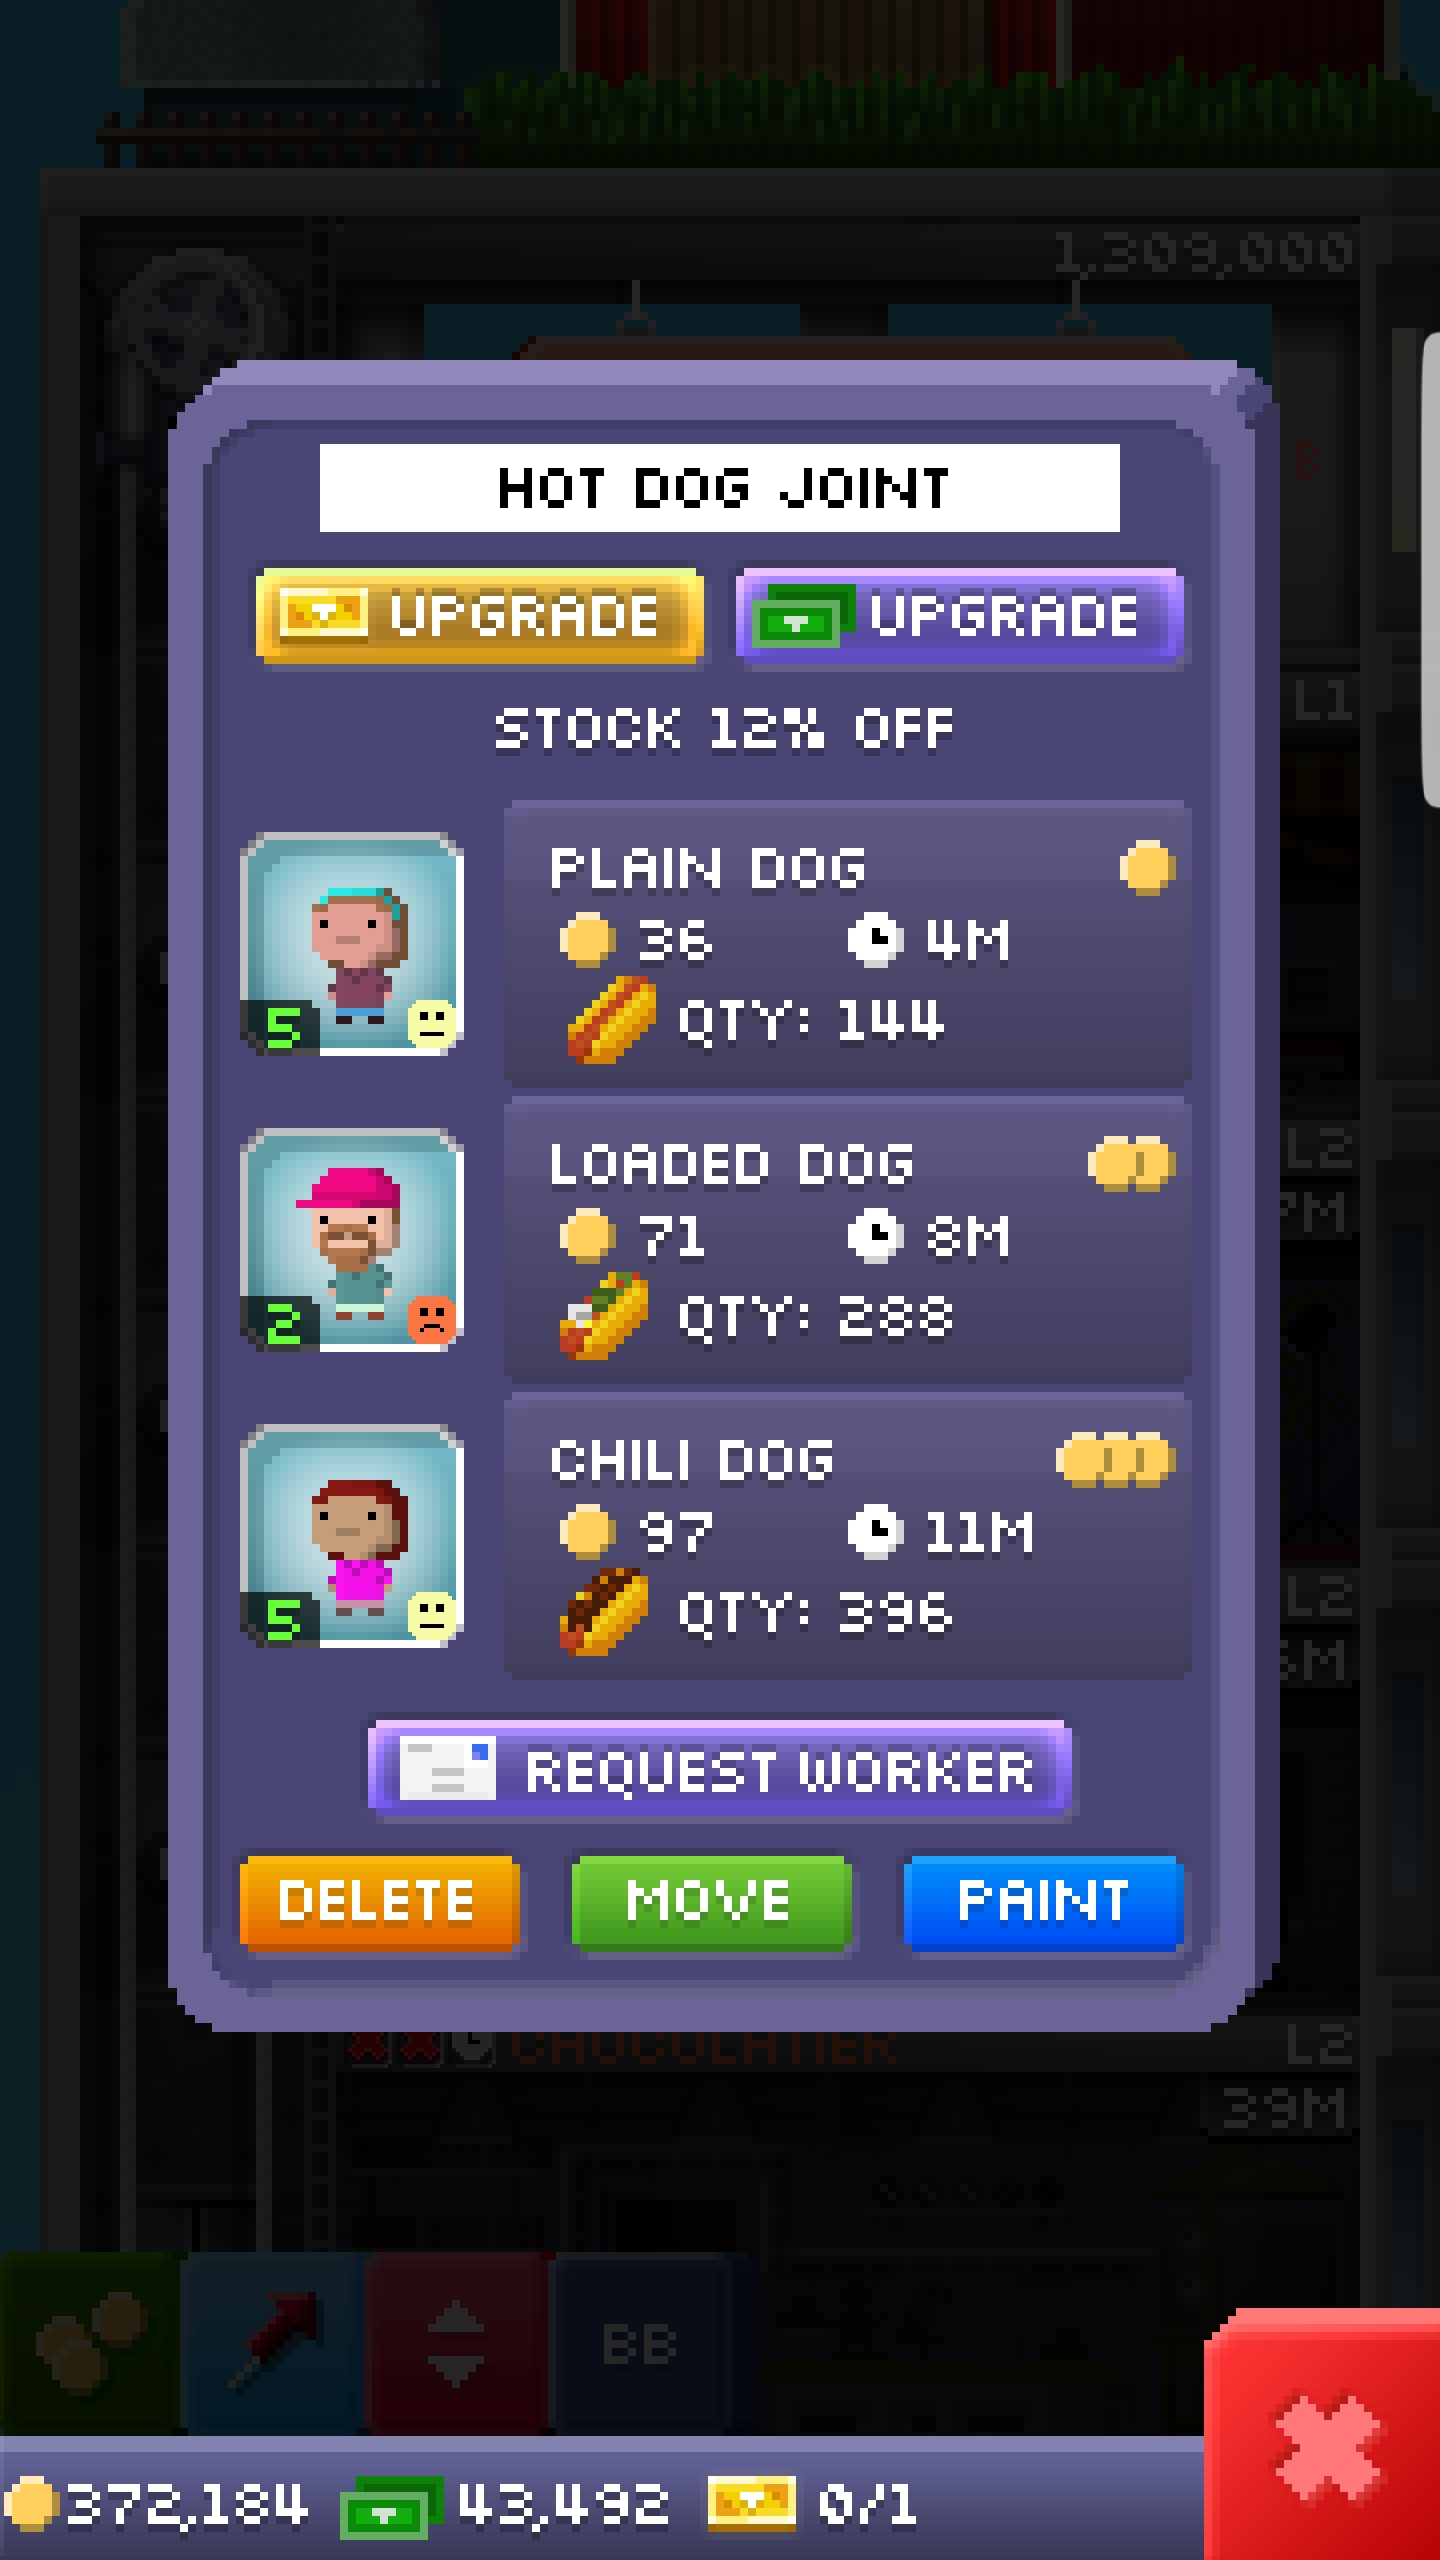 1,309,000
HOT DOG JOINT
B
UPGRADE UPGRADE
L1
STOCK 12% OFF
PLAIN DOG
36 4M
5 QTY: 144
LOADED DOG
L2
71 8M
2 QTY: 288
CHILI DOG
97 11M
L2
5 QTY: 396
REQUEST WORKER
DELETE MOVE PAINT
CHOCOLATIER L2
39M
BB
372,184 43,492 0/1